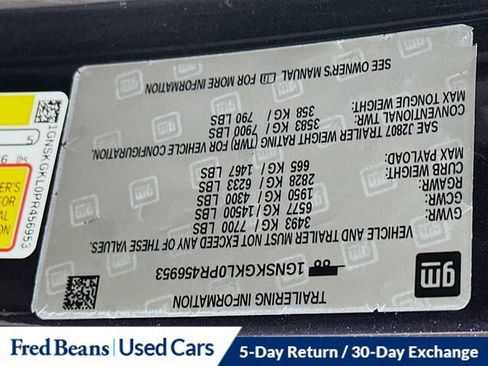 TRAILERING INFORMATION
1GNSKGKL0PR456953
gm
VEHICLE AND TRAILER MUST NOT EXCEED ANY OF THESE VALUES.
GVWR: 3493 KG/ 7700 LBS
GCWR: 6577 KG/14500 LBS
RGAWR: 1950 KG/ 4300 LBS
CURB WEIGHT: 2828 KG/ 6233 LBS
MAX PAYLOAD: 665 KG/ 1467 LBS
SAE J2807 TRAILER WEIGHT RATING (TWR) FOR VEHICLE CONFIGURATION:
CONVENTIONAL TWR: 3583 KG/ 7900 LBS
MAX TONGUE WEIGHT: 358 KG/ 790 LBS
SEE OWNER'S MANUAL FOR MORE INFORMATION
1GNSKGKL0PR456953
5
6 lbs
Fred Beans | Used Cars 5-Day Return / 30-Day Exchange